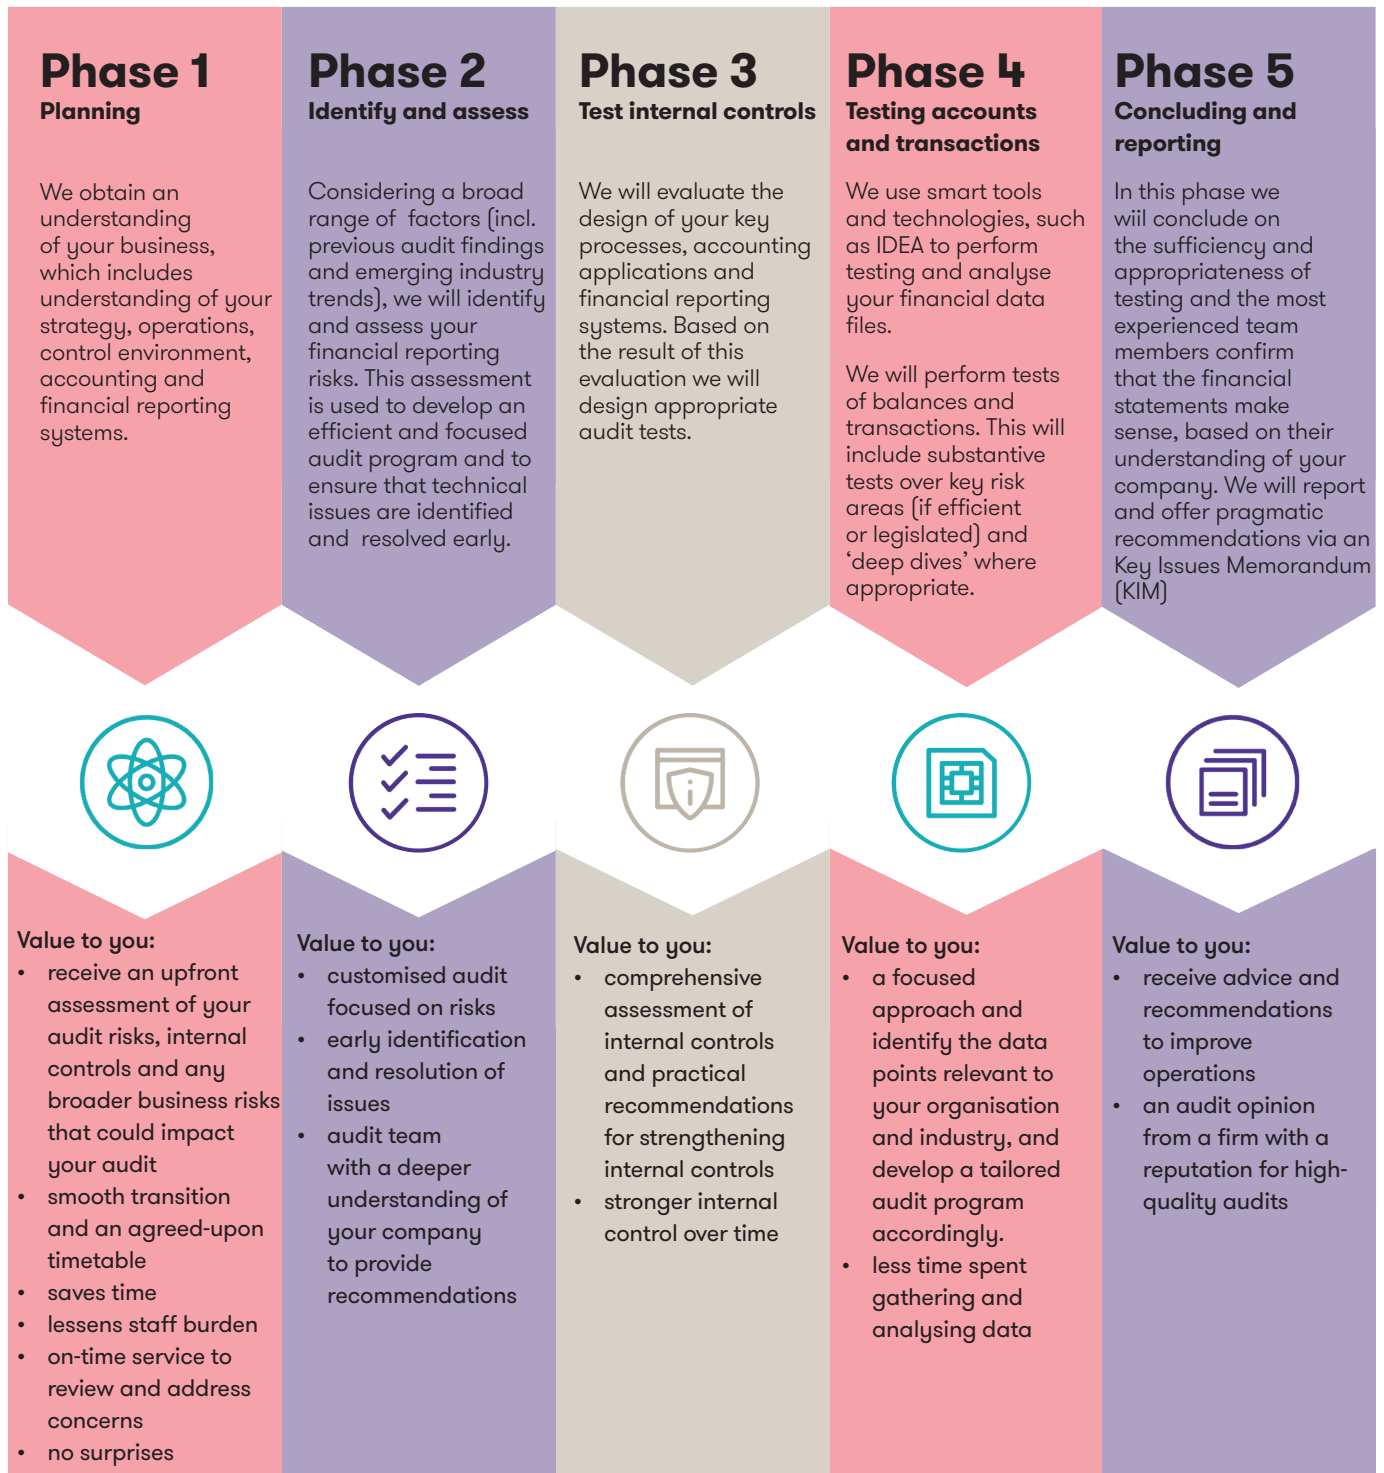 Phase 1
Planning
We obtain an
understanding
of your business,
which includes
understanding of your
strategy, operations,
control environment,
accounting and
financial reporting
systems.
Phase 2
Identify and assess
Considering a broad
range of  factors (incl.
previous audit findings
and emerging industry
trends), we will identify
and assess your
financial reporting
risks. This assessment
is used to develop an
efficient and focused
audit program and to
ensure that technical
issues are identified
and  resolved early.
Phase 3
Test internal controls
We will evaluate the
design of your key
processes, accounting
applications and
financial reporting
systems. Based on
the result of this
evaluation we will
design appropriate
audit tests.
Phase 4
Testing accounts
and transactions
We use smart tools
and technologies, such
as IDEA to perform
testing and analyse
your financial data
files.
We will perform tests
of balances and
transactions. This will
include substantive
tests over key risk
areas (if efficient
or legislated) and
‘deep dives’ where
appropriate.
Phase 5
Concluding and
reporting
In this phase we
wiil conclude on
the sufficiency and
appropriateness of
testing and the most
experienced team
members confirm
that the financial
statements make
sense, based on their
understanding of your
company. We will report
and offer pragmatic
recommendations via an
Key Issues Memorandum
(KIM)
Value to you:
• receive an upfront
assessment of your
audit risks, internal
controls and any
broader business risks
that could impact
your audit
• smooth transition
and an agreed-upon
timetable
• saves time
• lessens staff burden
• on-time service to
review and address
concerns
• no surprises
Value to you:
• customised audit
focused on risks
• early identification
and resolution of
issues
• audit team
with a deeper
understanding of
your company
to provide
recommendations
Value to you:
• comprehensive
assessment of
internal controls
and practical
recommendations
for strengthening
internal controls
• stronger internal
control over time
Value to you:
• a focused
approach and
identify the data
points relevant to
your organisation
and industry, and
develop a tailored
audit program
accordingly.
• less time spent
gathering and
analysing data
Value to you:
• receive advice and
recommendations
to improve
operations
• an audit opinion
from a firm with a
reputation for high-
quality audits